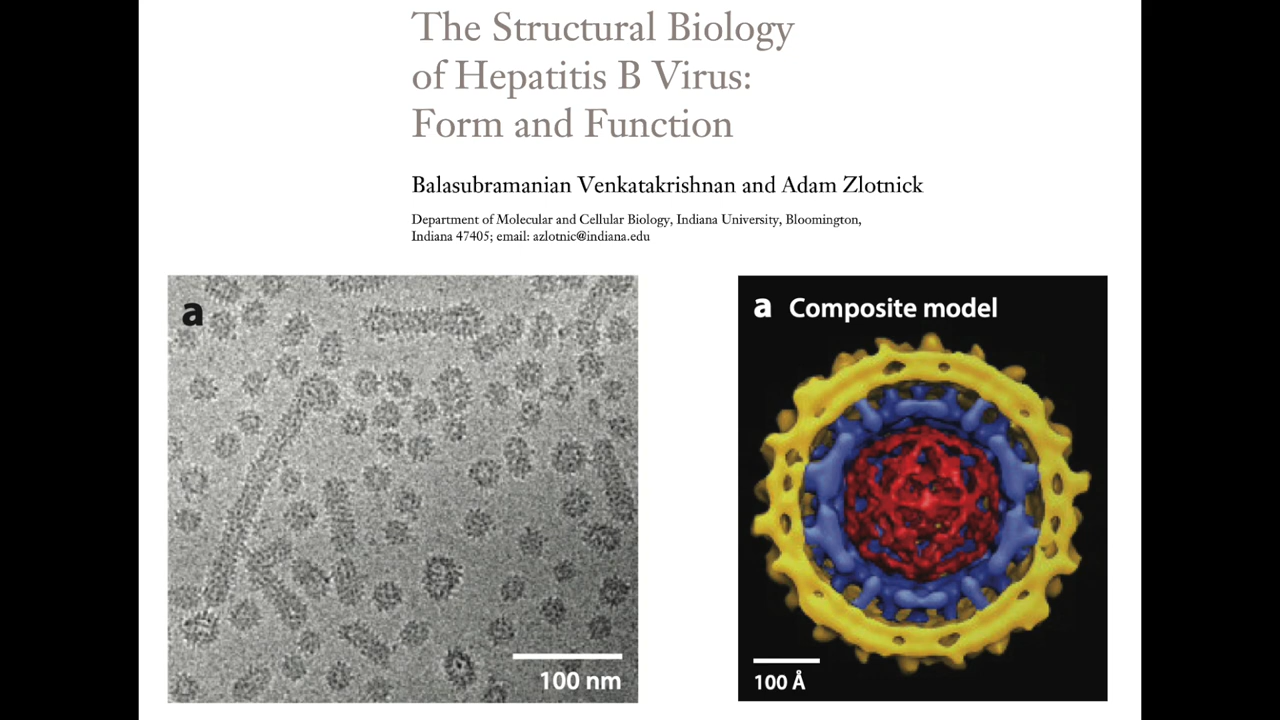 The Structural Biology
of Hepatitis B Virus:
Form and Function
Balasubramanian Venkatakrishnan and Adam Zlotnick
Department of Molecular and Cellular Biology, Indiana University, Bloomington,
Indiana 47405; email: azlotnic@indiana.edu
a
100 nm
a Composite model
100 Å